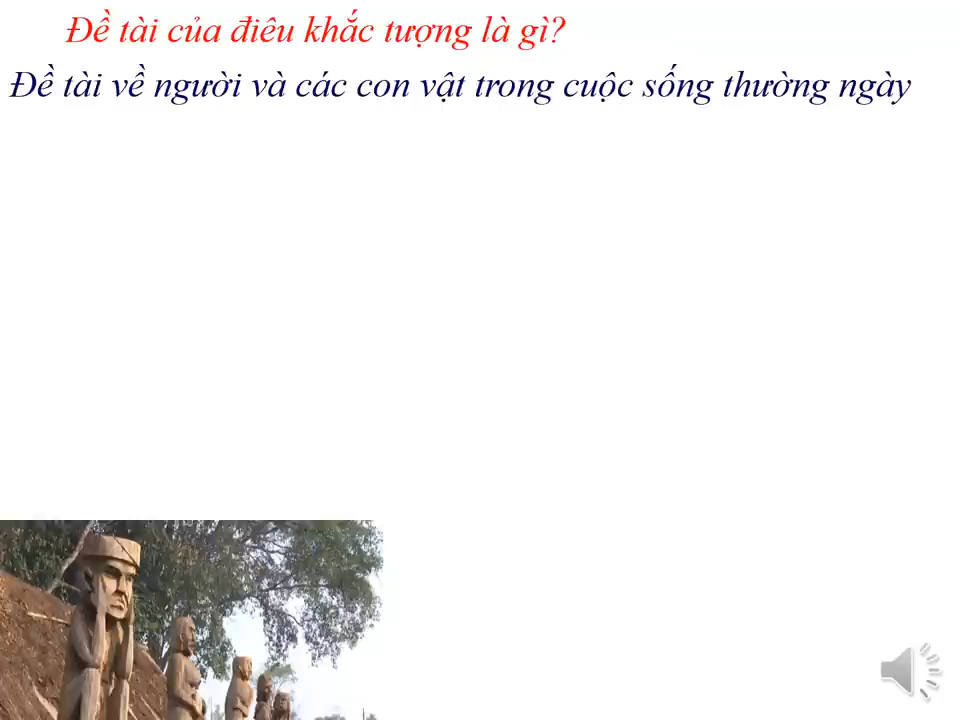 Đề tài của điêu khắc tượng là gì?
Đề tài về người và các con vật trong cuộc sống thường ngày